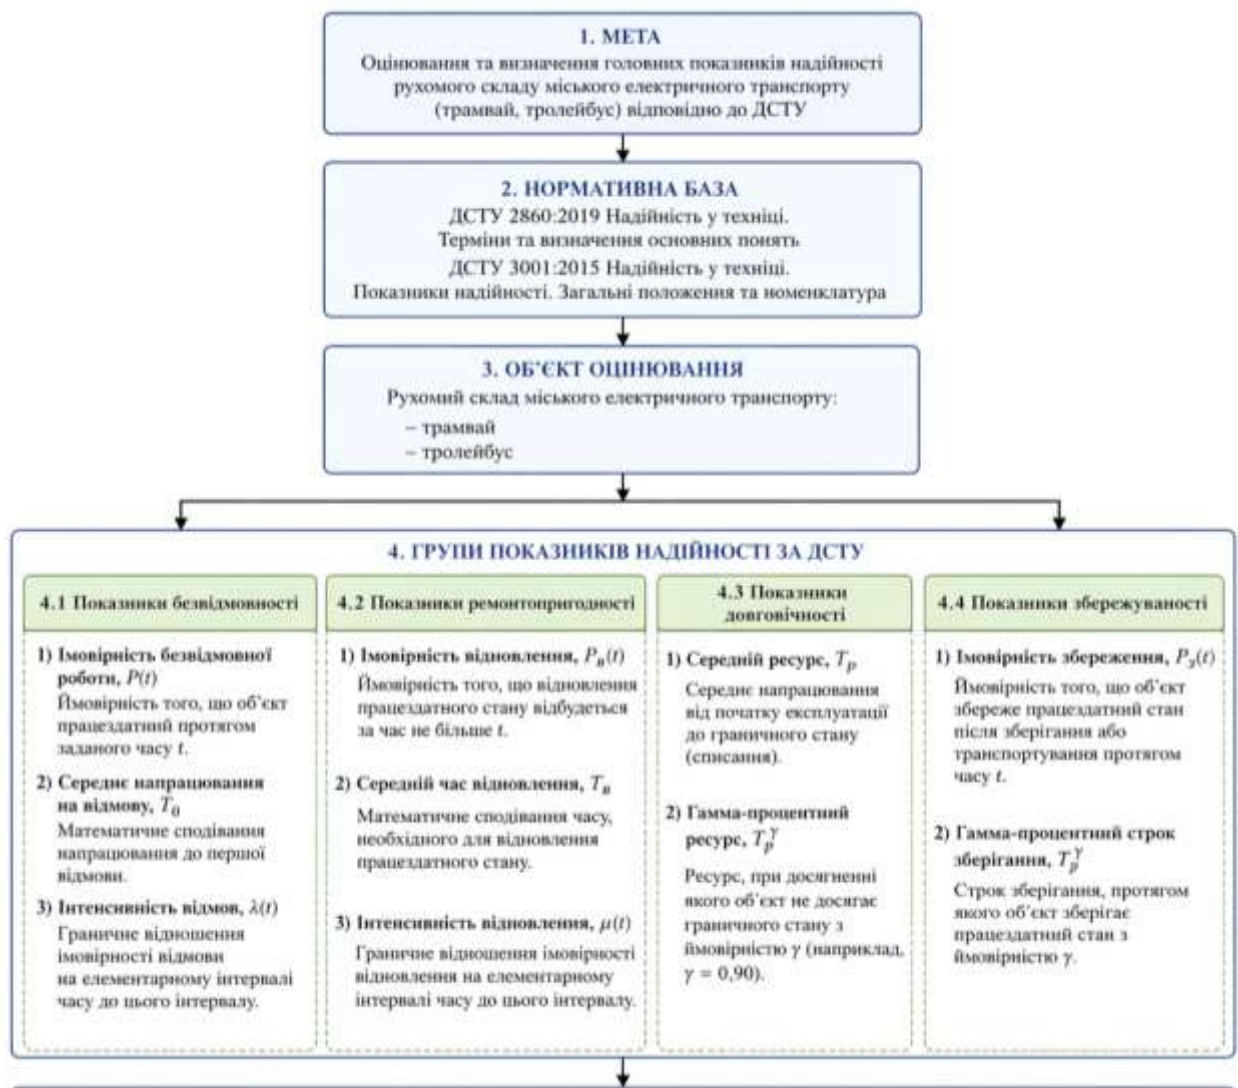 1. МЕТА
Оцінювання та визначення головних показників надійності
рухомого складу міського електричного транспорту
(трамвай, тролейбус) відповідно до ДСТУ
2. НОРМАТИВНА БАЗА
ДСТУ 2860:2019 Надійність у техніці.
Терміни та визначення основних понять
ДСТУ 3001:2015 Надійність у техніці.
Показники надійності. Загальні положення та номенклатура
3. ОБ’ЄКТ ОЦІНЮВАННЯ
Рухомий склад міського електричного транспорту:
– трамвай
– тролейбус
4. ГРУПИ ПОКАЗНИКІВ НАДІЙНОСТІ ЗА ДСТУ
4.1 Показники безвідмовності
1) Імовірність безвідмовної
роботи, P(t)
Ймовірність того, що об’єкт
працездатний протягом
заданого часу t.
2) Середнє напрацювання
на відмову, T₀
Математичне сподівання
напрацювання до першої
відмови.
3) Інтенсивність відмов, λ(t)
Граничне відношення
імовірності відмови
на елементарному інтервалі
часу до цього інтервалу.
4.2 Показники ремонтопригодності
1) Імовірність відновлення, Pв(t)
Ймовірність того, що відновлення
працездатного стану відбудеться
за час не більше t.
2) Середній час відновлення, Tв
Математичне сподівання часу,
необхідного для відновлення
працездатного стану.
3) Інтенсивність відновлення, μ(t)
Граничне відношення імовірності
відновлення на елементарному
інтервалі часу до цього інтервалу.
4.3 Показники
довговічності
1) Середній ресурс, Tр
Середнє напрацювання
від початку експлуатації
до граничного стану
(списання).
2) Гамма-процентний
ресурс, Tрᵞ
Ресурс, при досягненні
якого об’єкт не досягає
граничного стану з
ймовірністю γ (наприклад,
γ = 0,90).
4.4 Показники збережуваності
1) Імовірність збереження, Pз(t)
Ймовірність того, що об’єкт
збереже працездатний стан
після зберігання або
транспортування протягом
часу t.
2) Гамма-процентний строк
зберігання, Tрᵞ
Строк зберігання, протягом
якого об’єкт зберігає
працездатний стан з
ймовірністю γ.